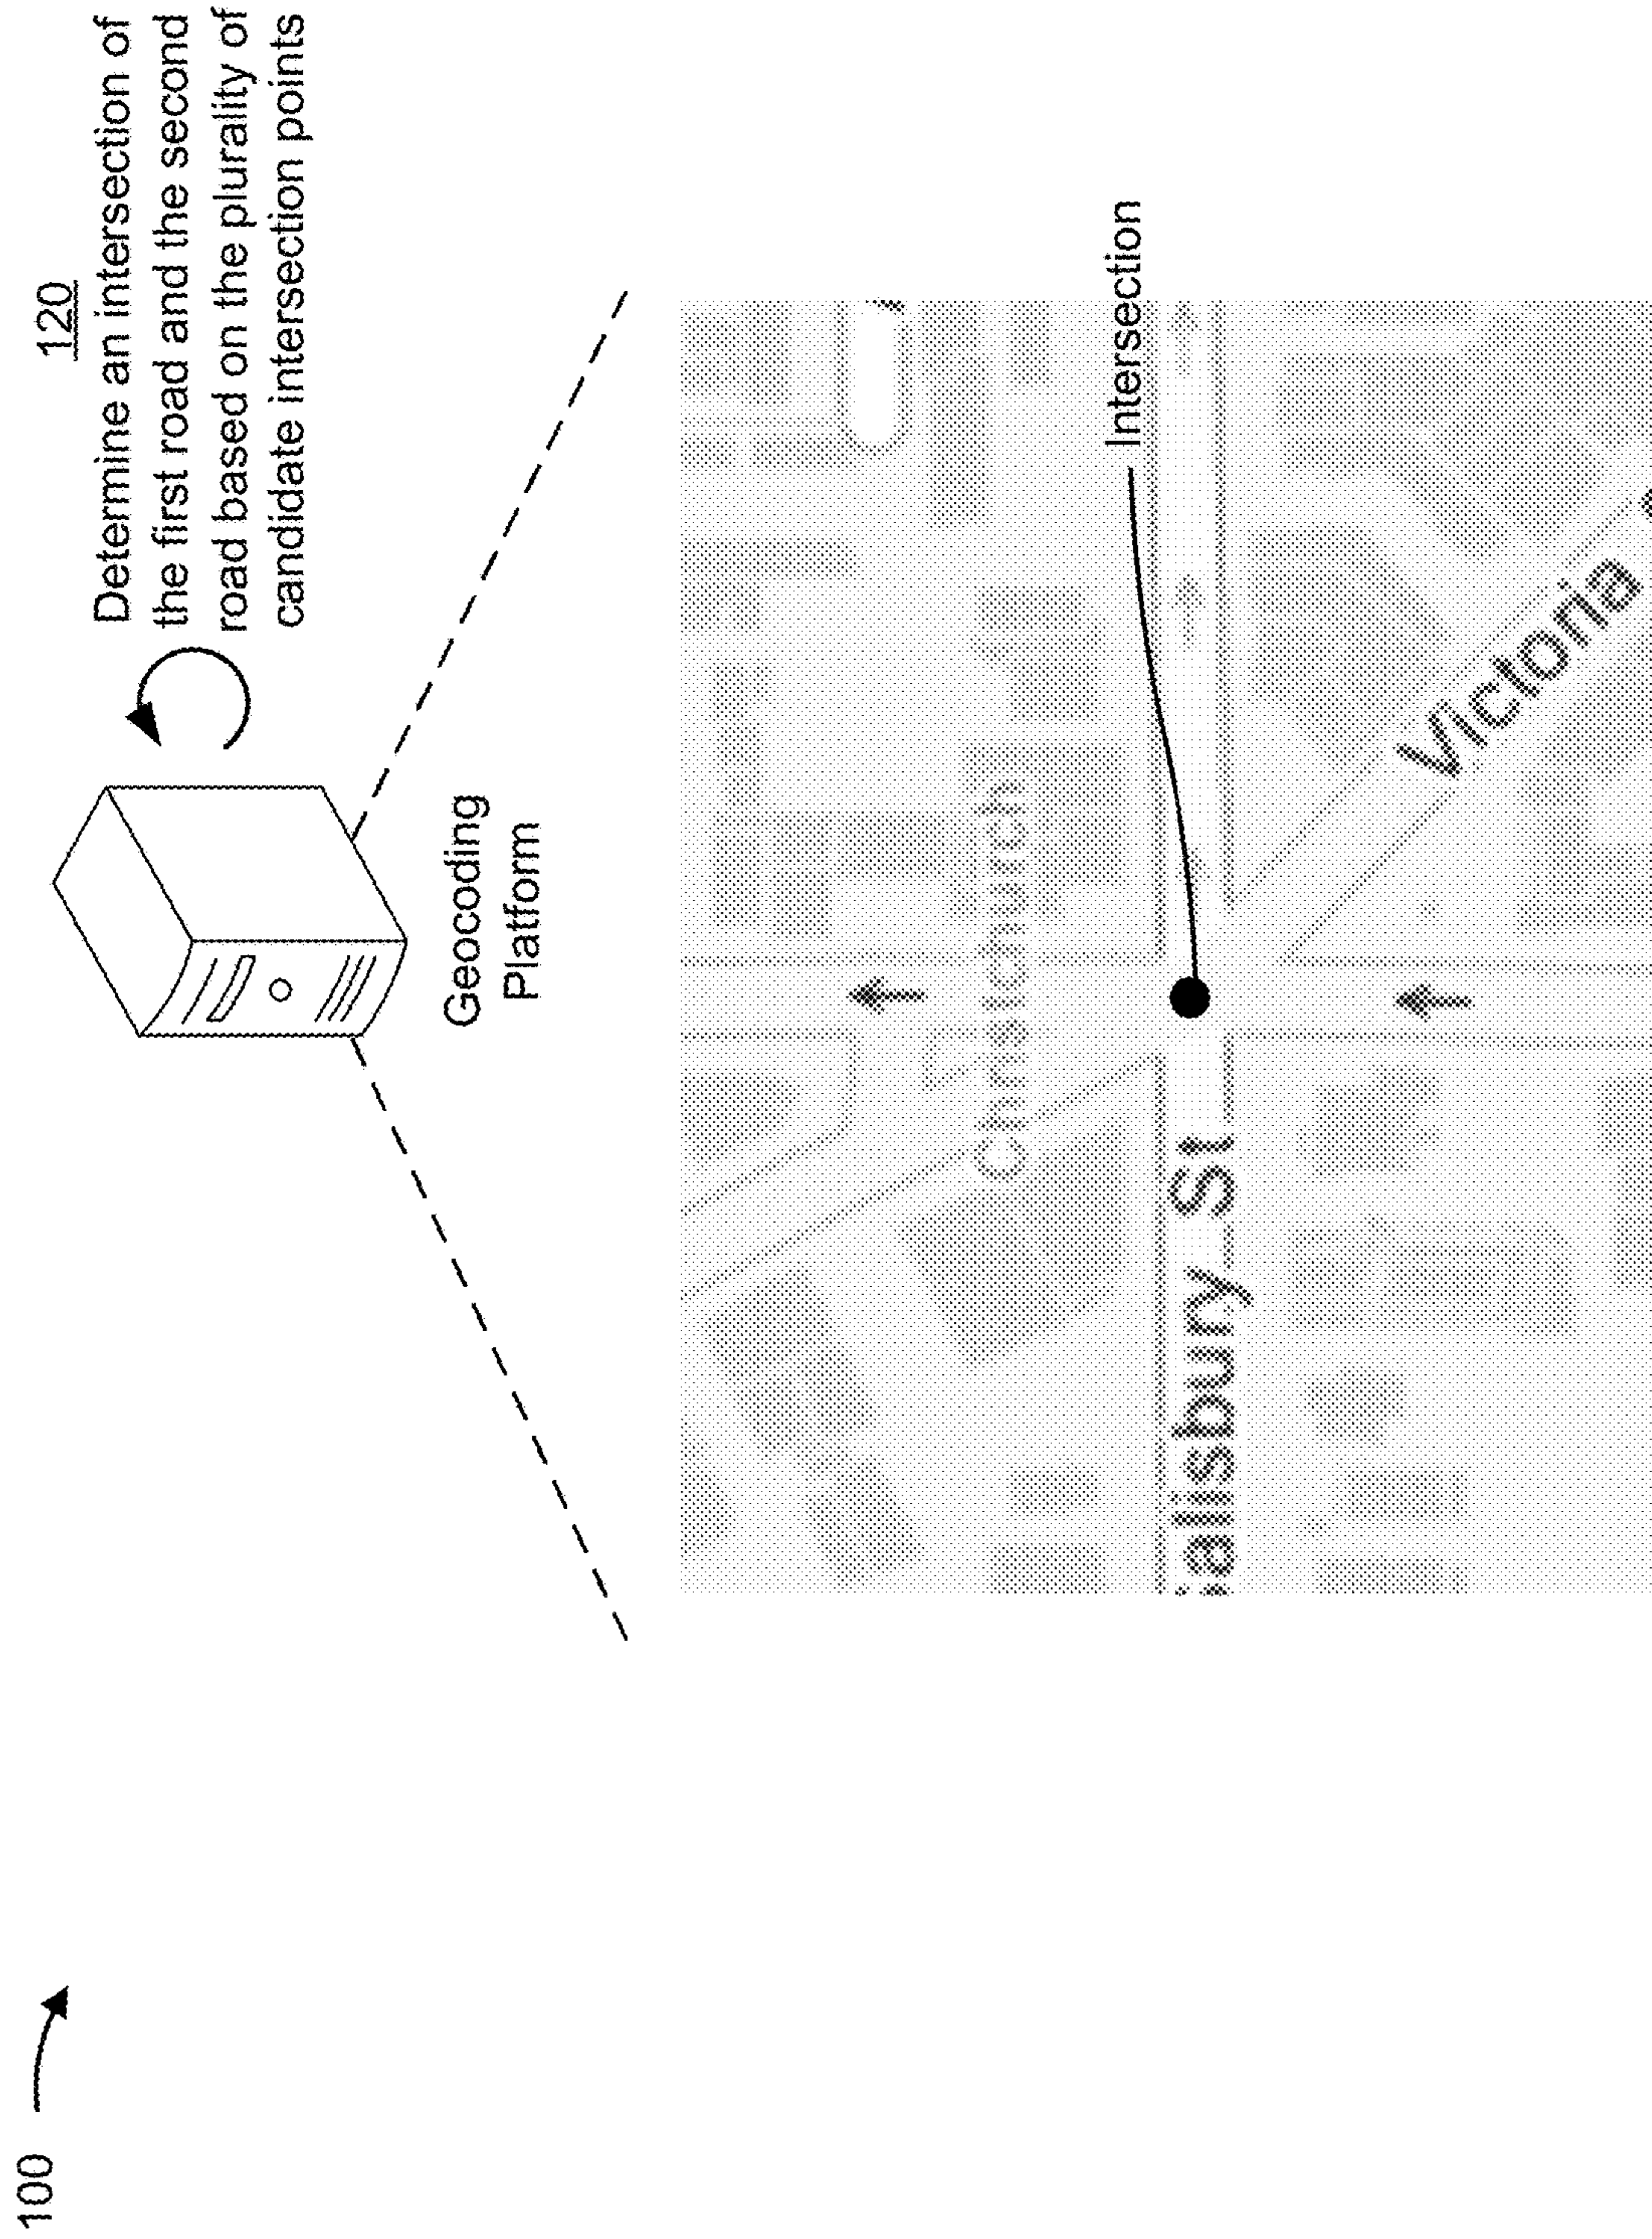 100
120
Determine an intersection of
the first road and the second
road based on the plurality of
candidate intersection points
Geocoding
Platform
Intersection
Christchurch
alisbury St
Victoria